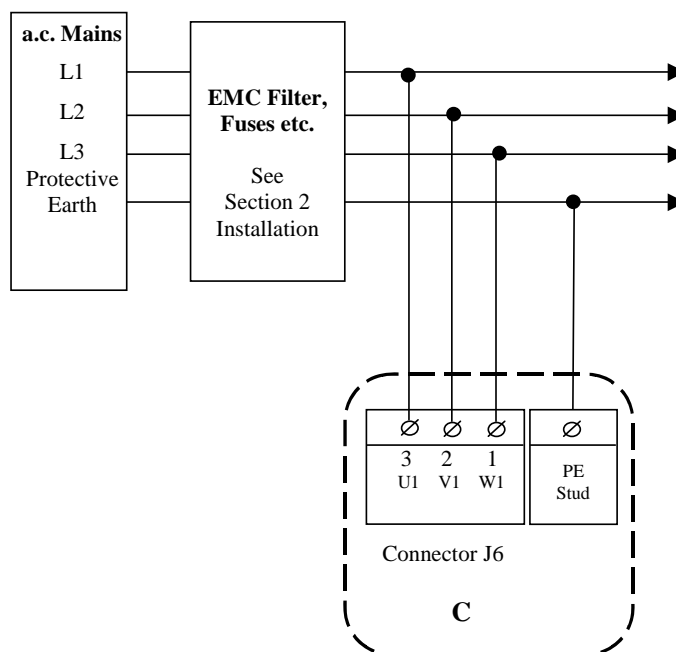 a.c. Mains
L1
L2
L3
Protective
Earth
EMC Filter,
Fuses etc.
See
Section 2
Installation
3 2 1
U1 V1 W1
PE
Stud
Connector J6
C